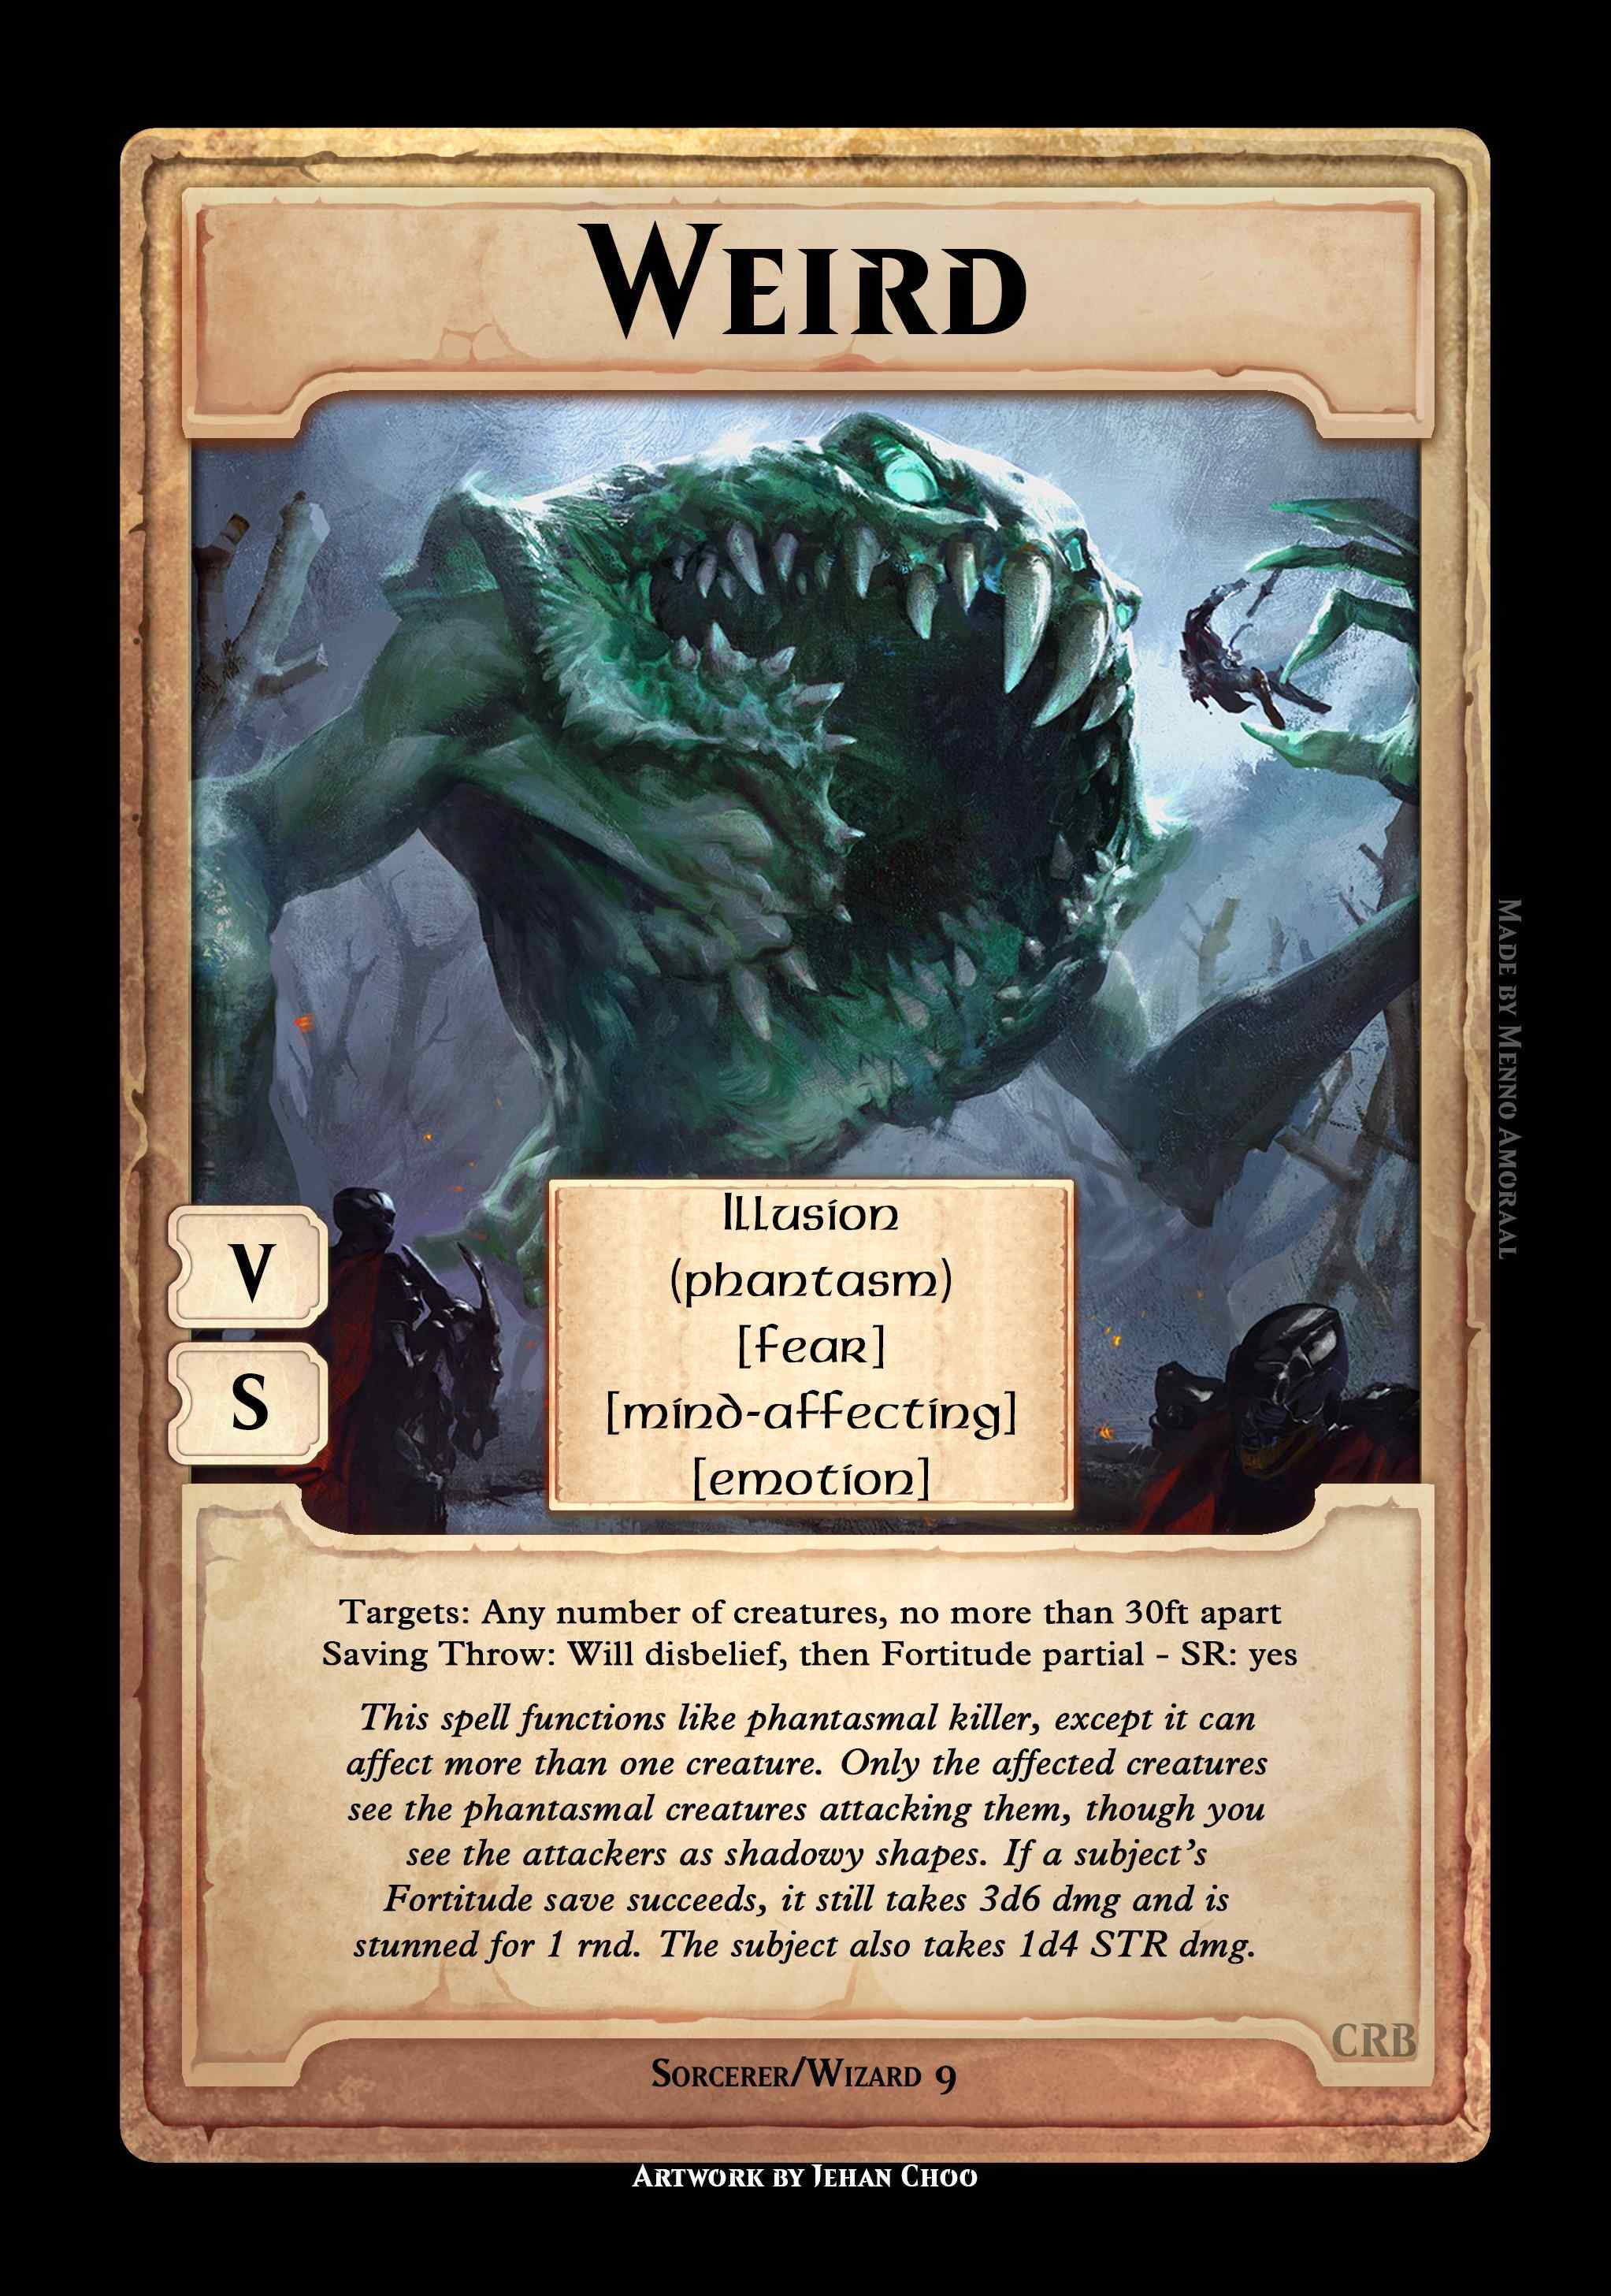 Weird
V
S
Illusion
(phantasm)
[fear]
[mind-affecting]
[emotion]
Targets: Any number of creatures, no more than 30ft apart
Saving Throw: Will disbelief, then Fortitude partial - SR: yes
This spell functions like phantasmal killer, except it can
affect more than one creature. Only the affected creatures
see the phantasmal creatures attacking them, though you
see the attackers as shadowy shapes. If a subject's
Fortitude save succeeds, it still takes 3d6 dmg and is
stunned for 1 rnd. The subject also takes 1d4 STR dmg.
CRB
Sorcerer/Wizard 9
Artwork by Jehan Choo
Made by Menno Amoraal